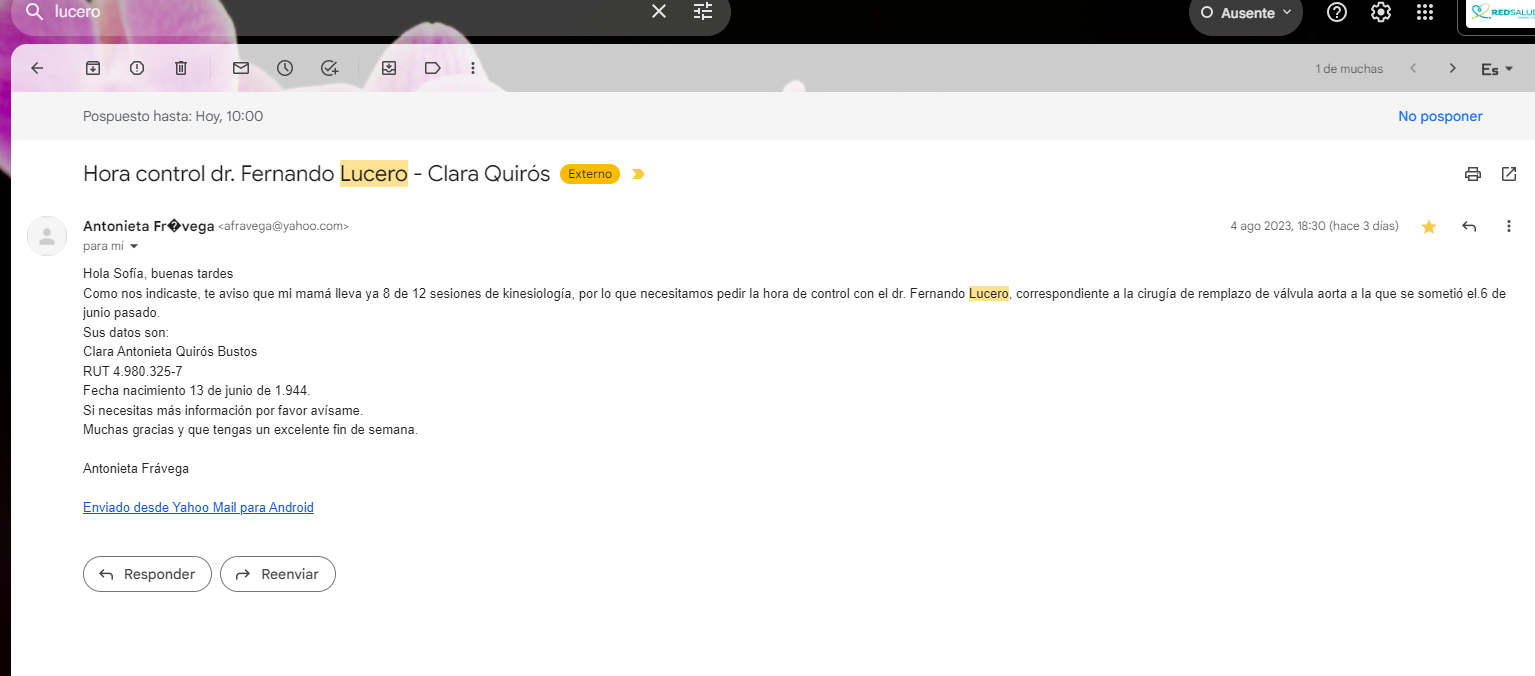 lucero
Ausente
REDSALUD
1 de muchas
Es
Pospuesto hasta: Hoy, 10:00
No posponer
Hora control dr. Fernando Lucero - Clara Quirós Externo
Antonieta Fr�vega <afravega@yahoo.com>
4 ago 2023, 18:30 (hace 3 días)
para mí
Hola Sofía, buenas tardes
Como nos indicaste, te aviso que mi mamá lleva ya 8 de 12 sesiones de kinesiología, por lo que necesitamos pedir la hora de control con el dr. Fernando Lucero, correspondiente a la cirugía de remplazo de válvula aorta a la que se sometió el.6 de
junio pasado.
Sus datos son:
Clara Antonieta Quirós Bustos
RUT 4.980.325-7
Fecha nacimiento 13 de junio de 1.944.
Si necesitas más información por favor avísame.
Muchas gracias y que tengas un excelente fin de semana.
Antonieta Frávega
Enviado desde Yahoo Mail para Android
Responder
Reenviar